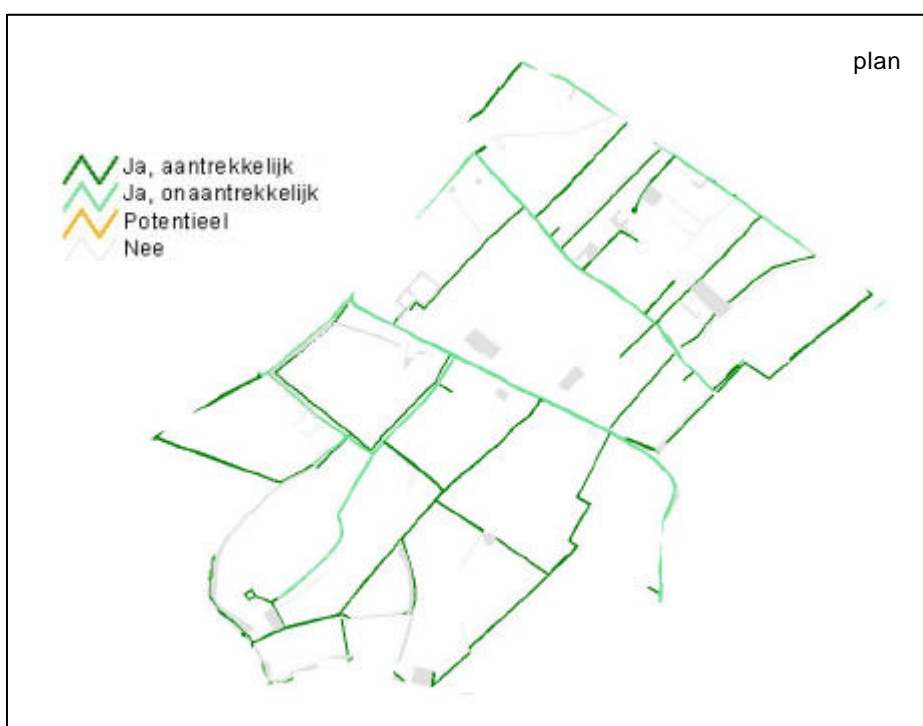 plan
Ja, aantrekkelijk
Ja, onaantrekkelijk
Potentieel
Nee